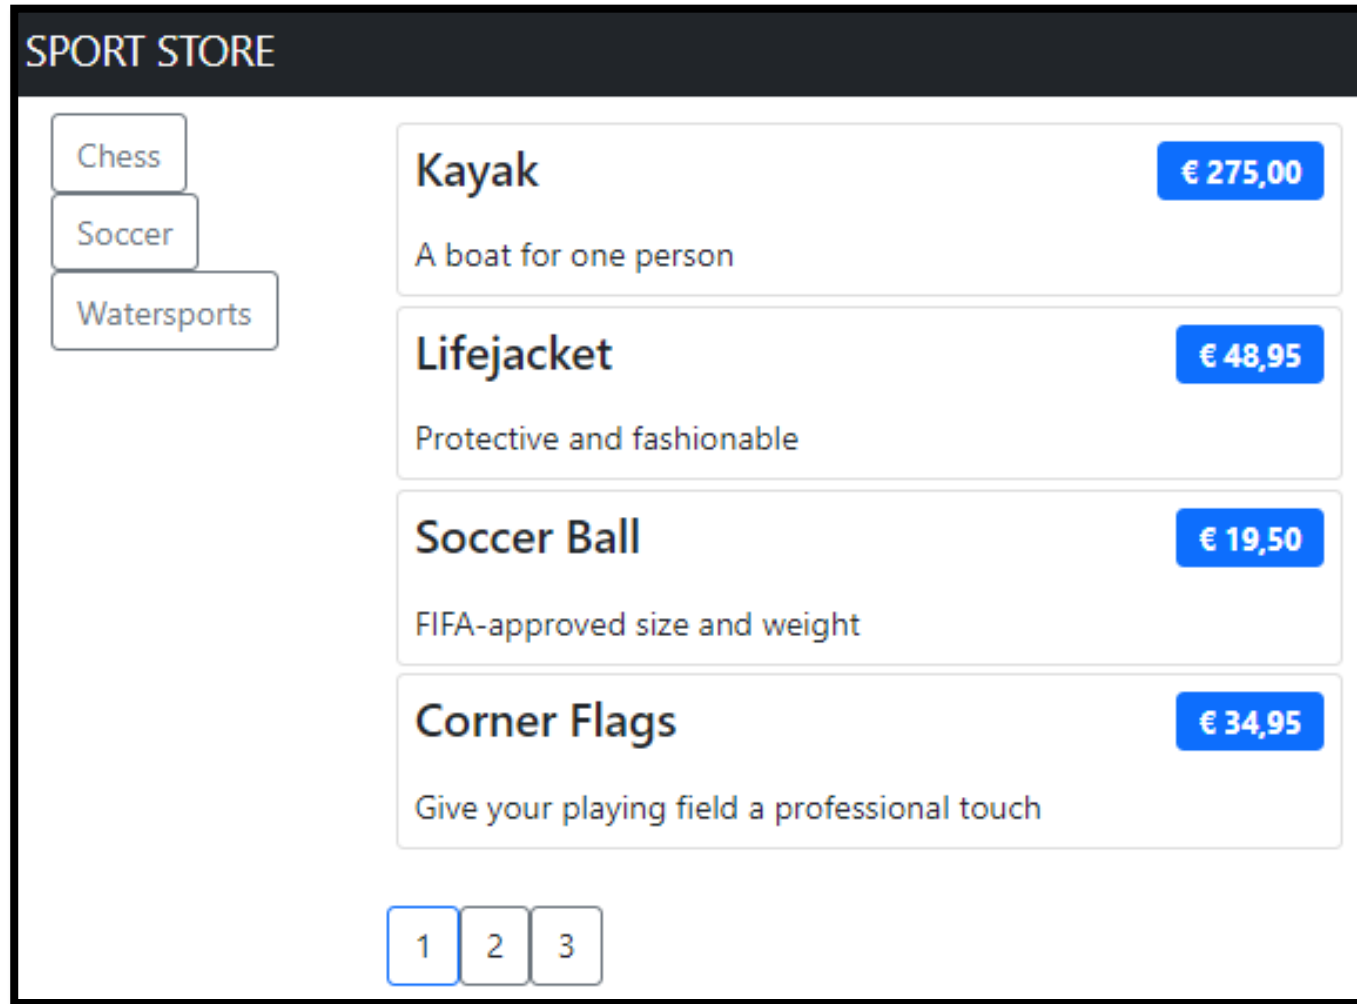 SPORT STORE
Chess
Soccer
Watersports
Kayak
€ 275,00
A boat for one person
Lifejacket
€ 48,95
Protective and fashionable
Soccer Ball
€ 19,50
FIFA-approved size and weight
Corner Flags
€ 34,95
Give your playing field a professional touch
1 2 3